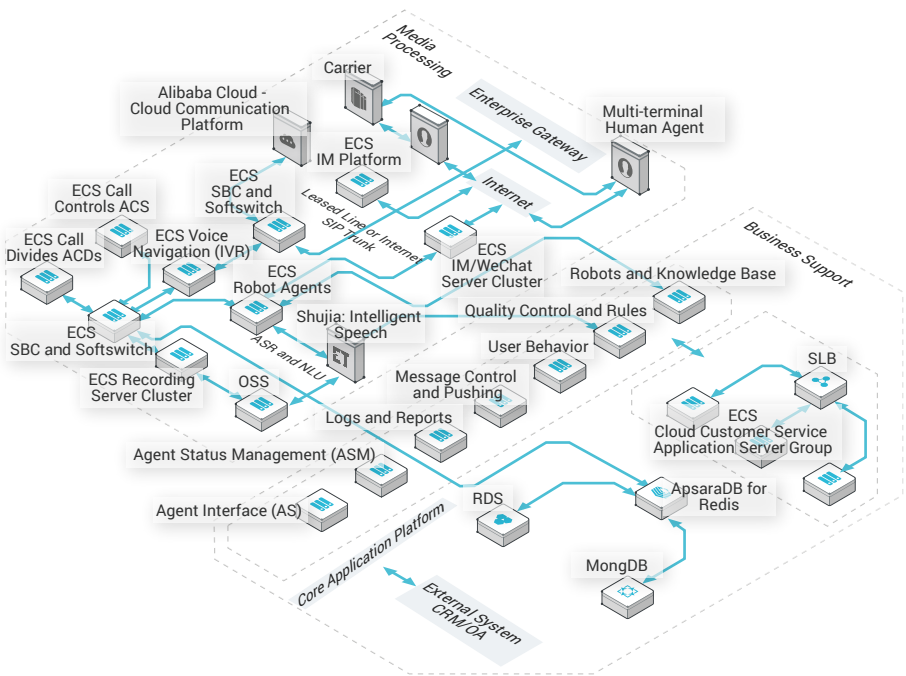 Media
Processing
Carrier
Alibaba Cloud -
Cloud Communication
Platform
Enterprise Gateway
Multi-terminal
Human Agent
ECS
IM Platform
ECS
SBC and
Softswitch
Internet
ECS Call
Controls ACS
Leased Line or Internet
SIP Trunk
ECS Call
Divides ACDs
ECS Voice
Navigation (IVR)
ECS
IM/WeChat
Server Cluster
Business Support
ECS
Robot Agents
Robots and Knowledge Base
Shujia: Intelligent
Speech
Quality Control and Rules
ECS
SBC and Softswitch
ASR and NLU
ET
User Behavior
SLB
ECS Recording
Server Cluster
OSS
Message Control
and Pushing
Logs and Reports
ECS
Cloud Customer Service
Application Server Group
Agent Status Management (ASM)
RDS
ApsaraDB for
Redis
Agent Interface (AS)
Core Application Platform
MongDB
External System
CRM/OA